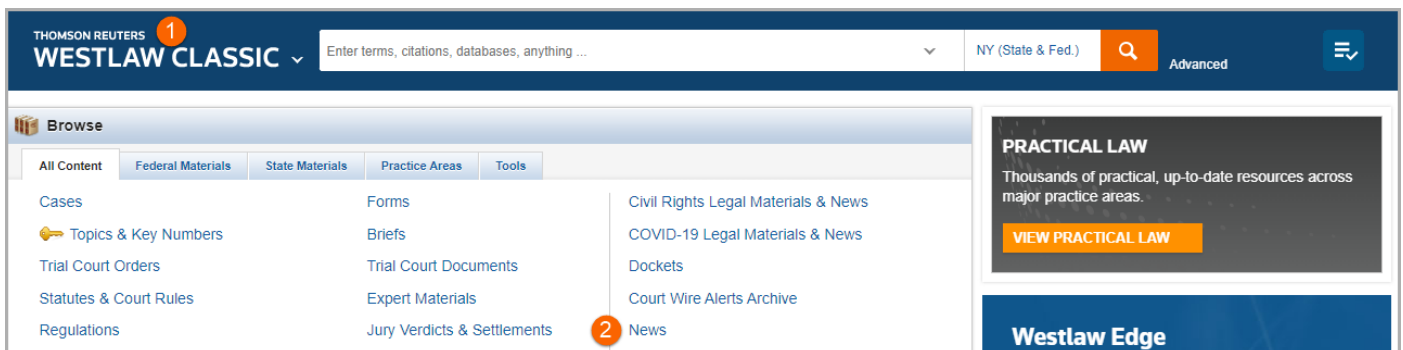 THOMSON REUTERS 1
WESTLAW CLASSIC
Enter terms, citations, databases, anything ...
NY (State & Fed.)
Advanced
Browse
All Content
Federal Materials
State Materials
Practice Areas
Tools
Cases
Topics & Key Numbers
Trial Court Orders
Statutes & Court Rules
Regulations
Forms
Briefs
Trial Court Documents
Expert Materials
Jury Verdicts & Settlements
Civil Rights Legal Materials & News
COVID-19 Legal Materials & News
Dockets
Court Wire Alerts Archive
2 News
PRACTICAL LAW
Thousands of practical, up-to-date resources across
major practice areas.
VIEW PRACTICAL LAW
Westlaw Edge